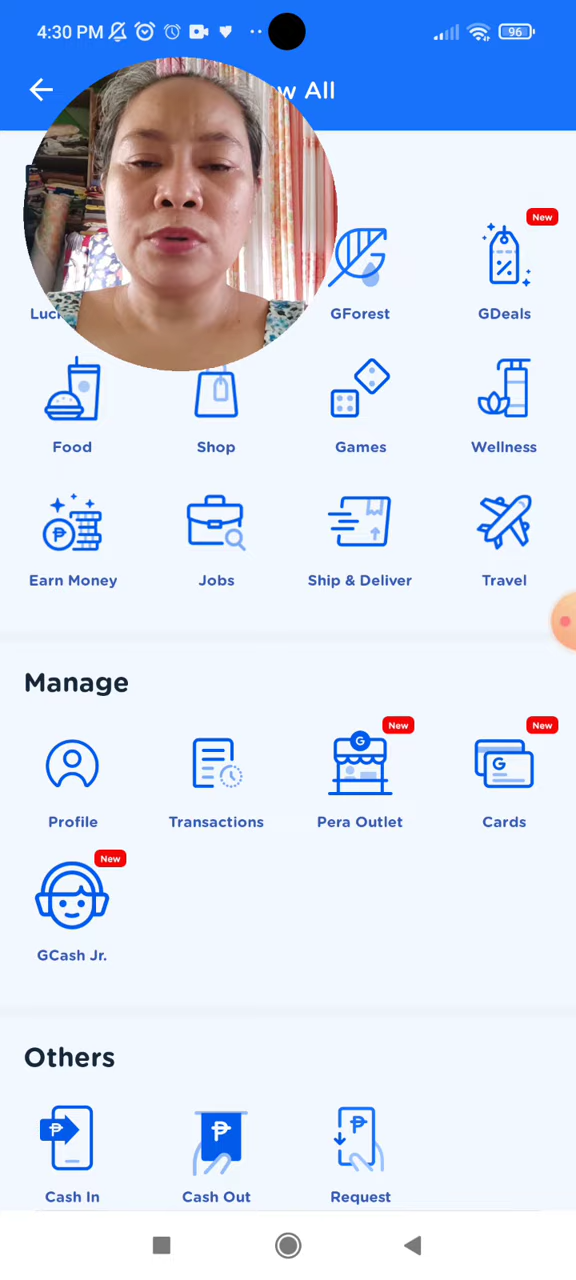 4:30 PM
96
w All
New
Luc
GForest
GDeals
Food
Shop
Games
Wellness
Earn Money
Jobs
Ship & Deliver
Travel
Manage
New
New
Profile
Transactions
Pera Outlet
Cards
New
GCash Jr.
Others
Cash In
Cash Out
Request